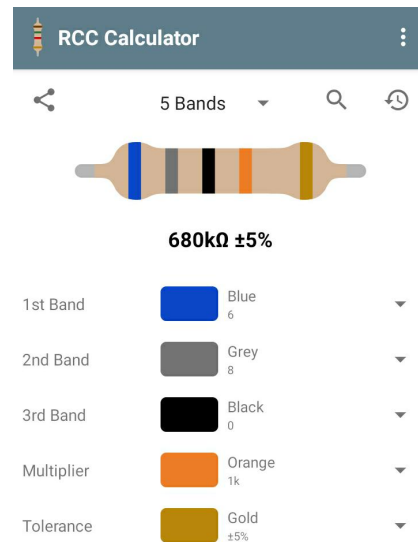 RCC Calculator
5 Bands
680kΩ ±5%
1st Band Blue
6
2nd Band Grey
8
3rd Band Black
0
Multiplier Orange
1k
Tolerance Gold
±5%